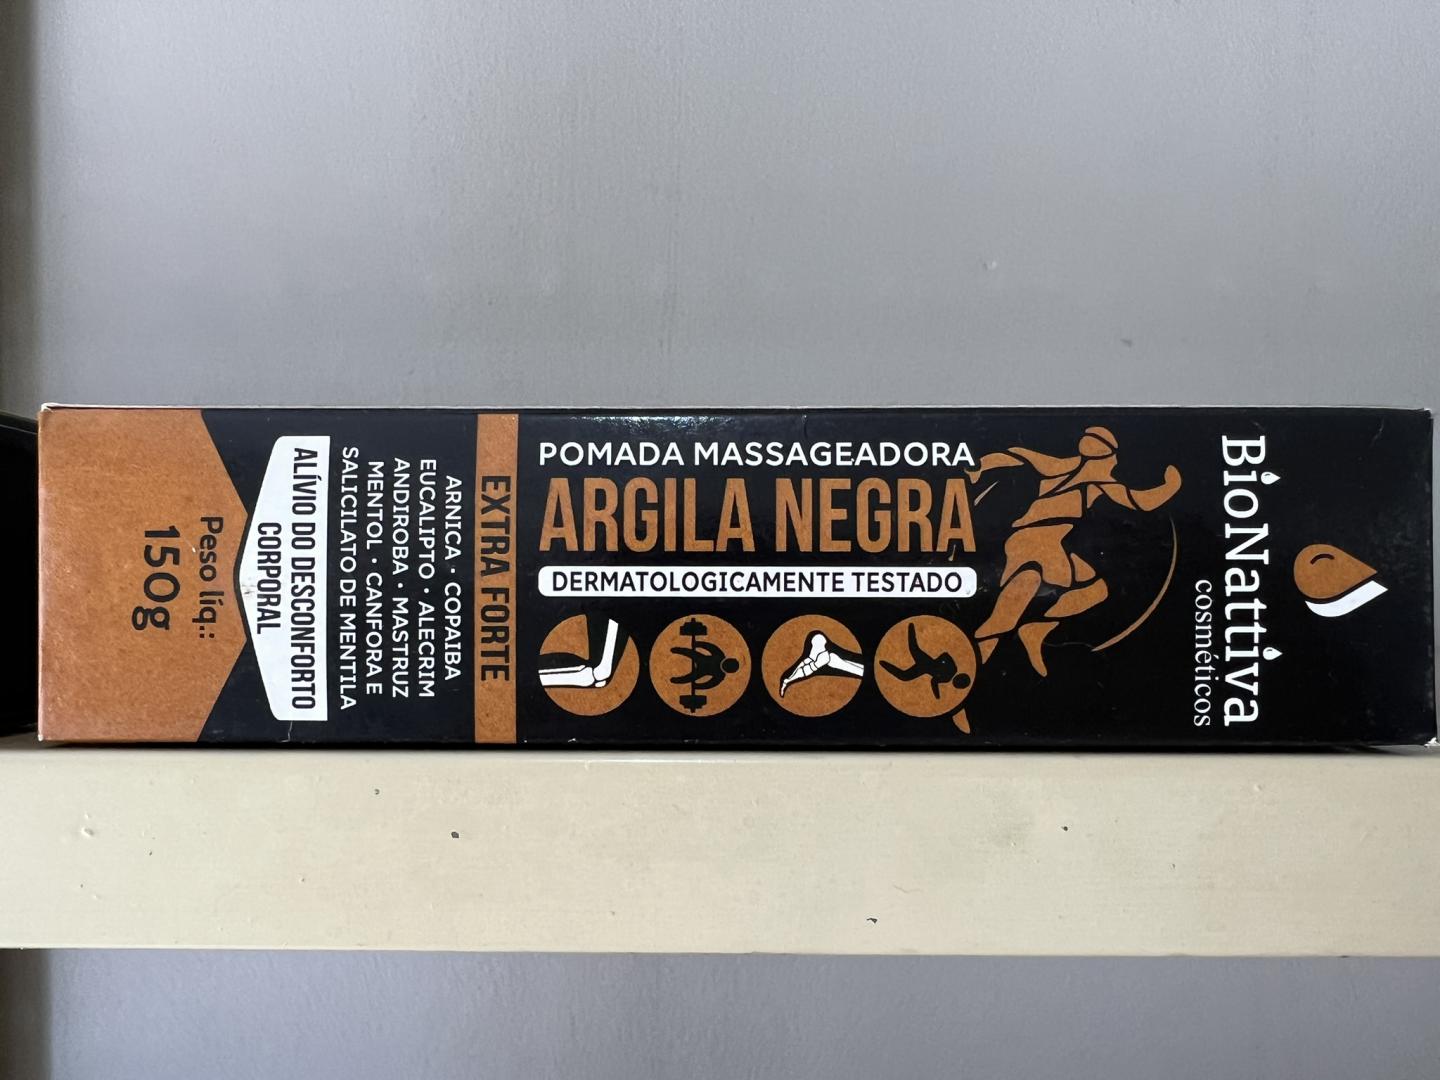 BioNattiva
cosméticos
POMADA MASSAGEADORA
ARGILA NEGRA
DERMATOLOGICAMENTE TESTADO
EXTRA FORTE
ARNICA • COPAIBA
EUCALIPTO • ALECRIM
ANDIROBA • MASTRUZ
MENTOL • CANFORA E
SALICILATO DE MENTILA
ALÍVIO DO DESCONFORTO
CORPORAL
Peso líq.:
150g